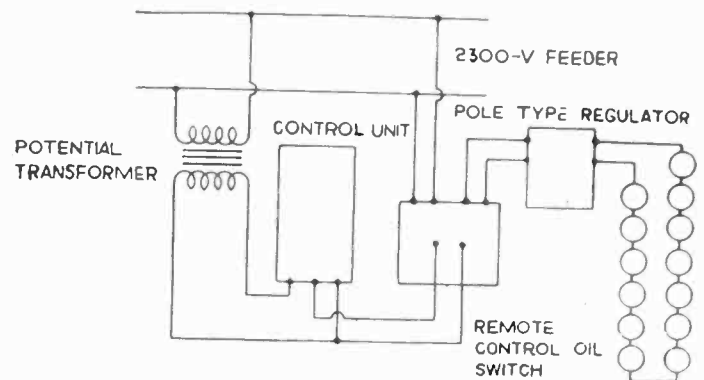 2300-V FEEDER
POLE TYPE REGULATOR
CONTROL UNIT
POTENTIAL
TRANSFORMER
REMOTE
CONTROL OIL
SWITCH